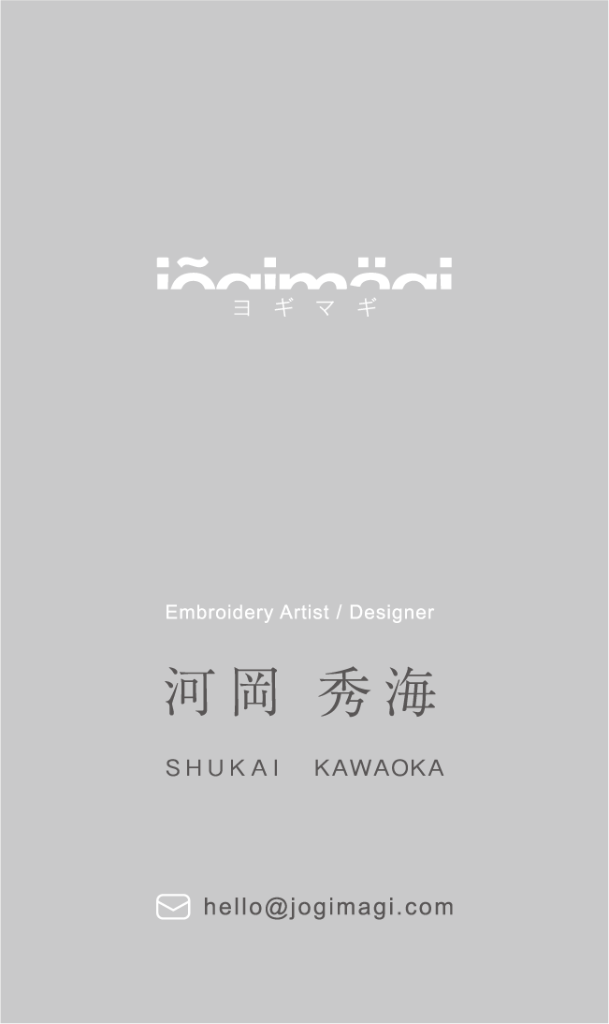 jõgimägi
ヨギマギ
Embroidery Artist / Designer
河岡 秀海
SHUKAI KAWAOKA
hello@jogimagi.com